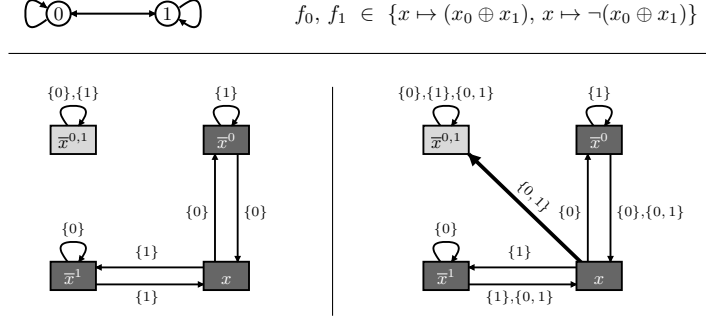 0 1 f₀, f₁ ∈ {x ↦ (x₀ ⊕ x₁), x ↦ ¬(x₀ ⊕ x₁)}
{0},{1} {1} {0},{1},{0, 1} {1}
x̅⁰,¹ x̅⁰ x̅⁰,¹ x̅⁰
{0, 1}
{0} {0} {0} {0},{0, 1}
{0} {1} {0} {1}
x̅¹ x x̅¹ x
{1} {1},{0, 1}